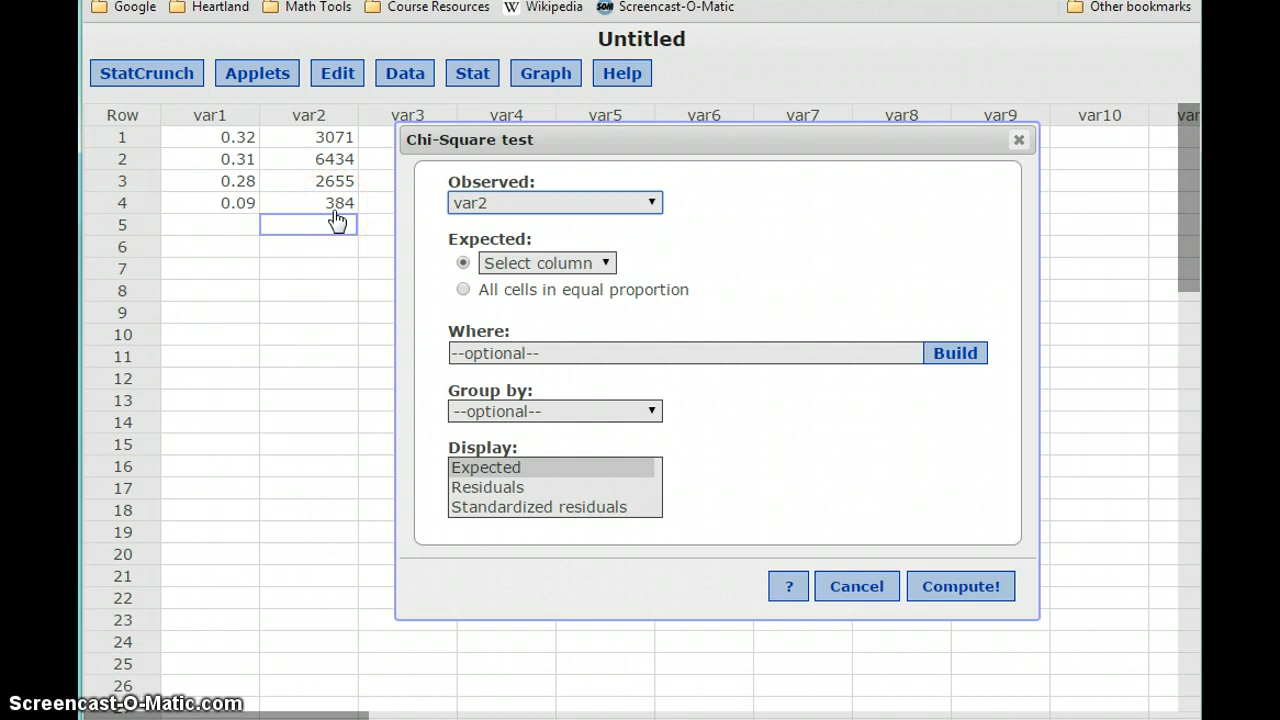 Google Heartland Math Tools Course Resources W Wikipedia SOM Screencast-O-Matic Other bookmarks
Untitled
StatCrunch Applets Edit Data Stat Graph Help
Row var1 var2 var3 var4 var5 var6 var7 var8 var9 var10 var
1 0.32 3071
2 0.31 6434
3 0.28 2655
4 0.09 384
5
6
7
8
9
10
11
12
13
14
15
16
17
18
19
20
21
22
23
24
25
26
Chi-Square test
Observed:
var2
Expected:
Select column
All cells in equal proportion
Where:
--optional-- Build
Group by:
--optional--
Display:
Expected
Residuals
Standardized residuals
? Cancel Compute!
Screencast-O-Matic.com